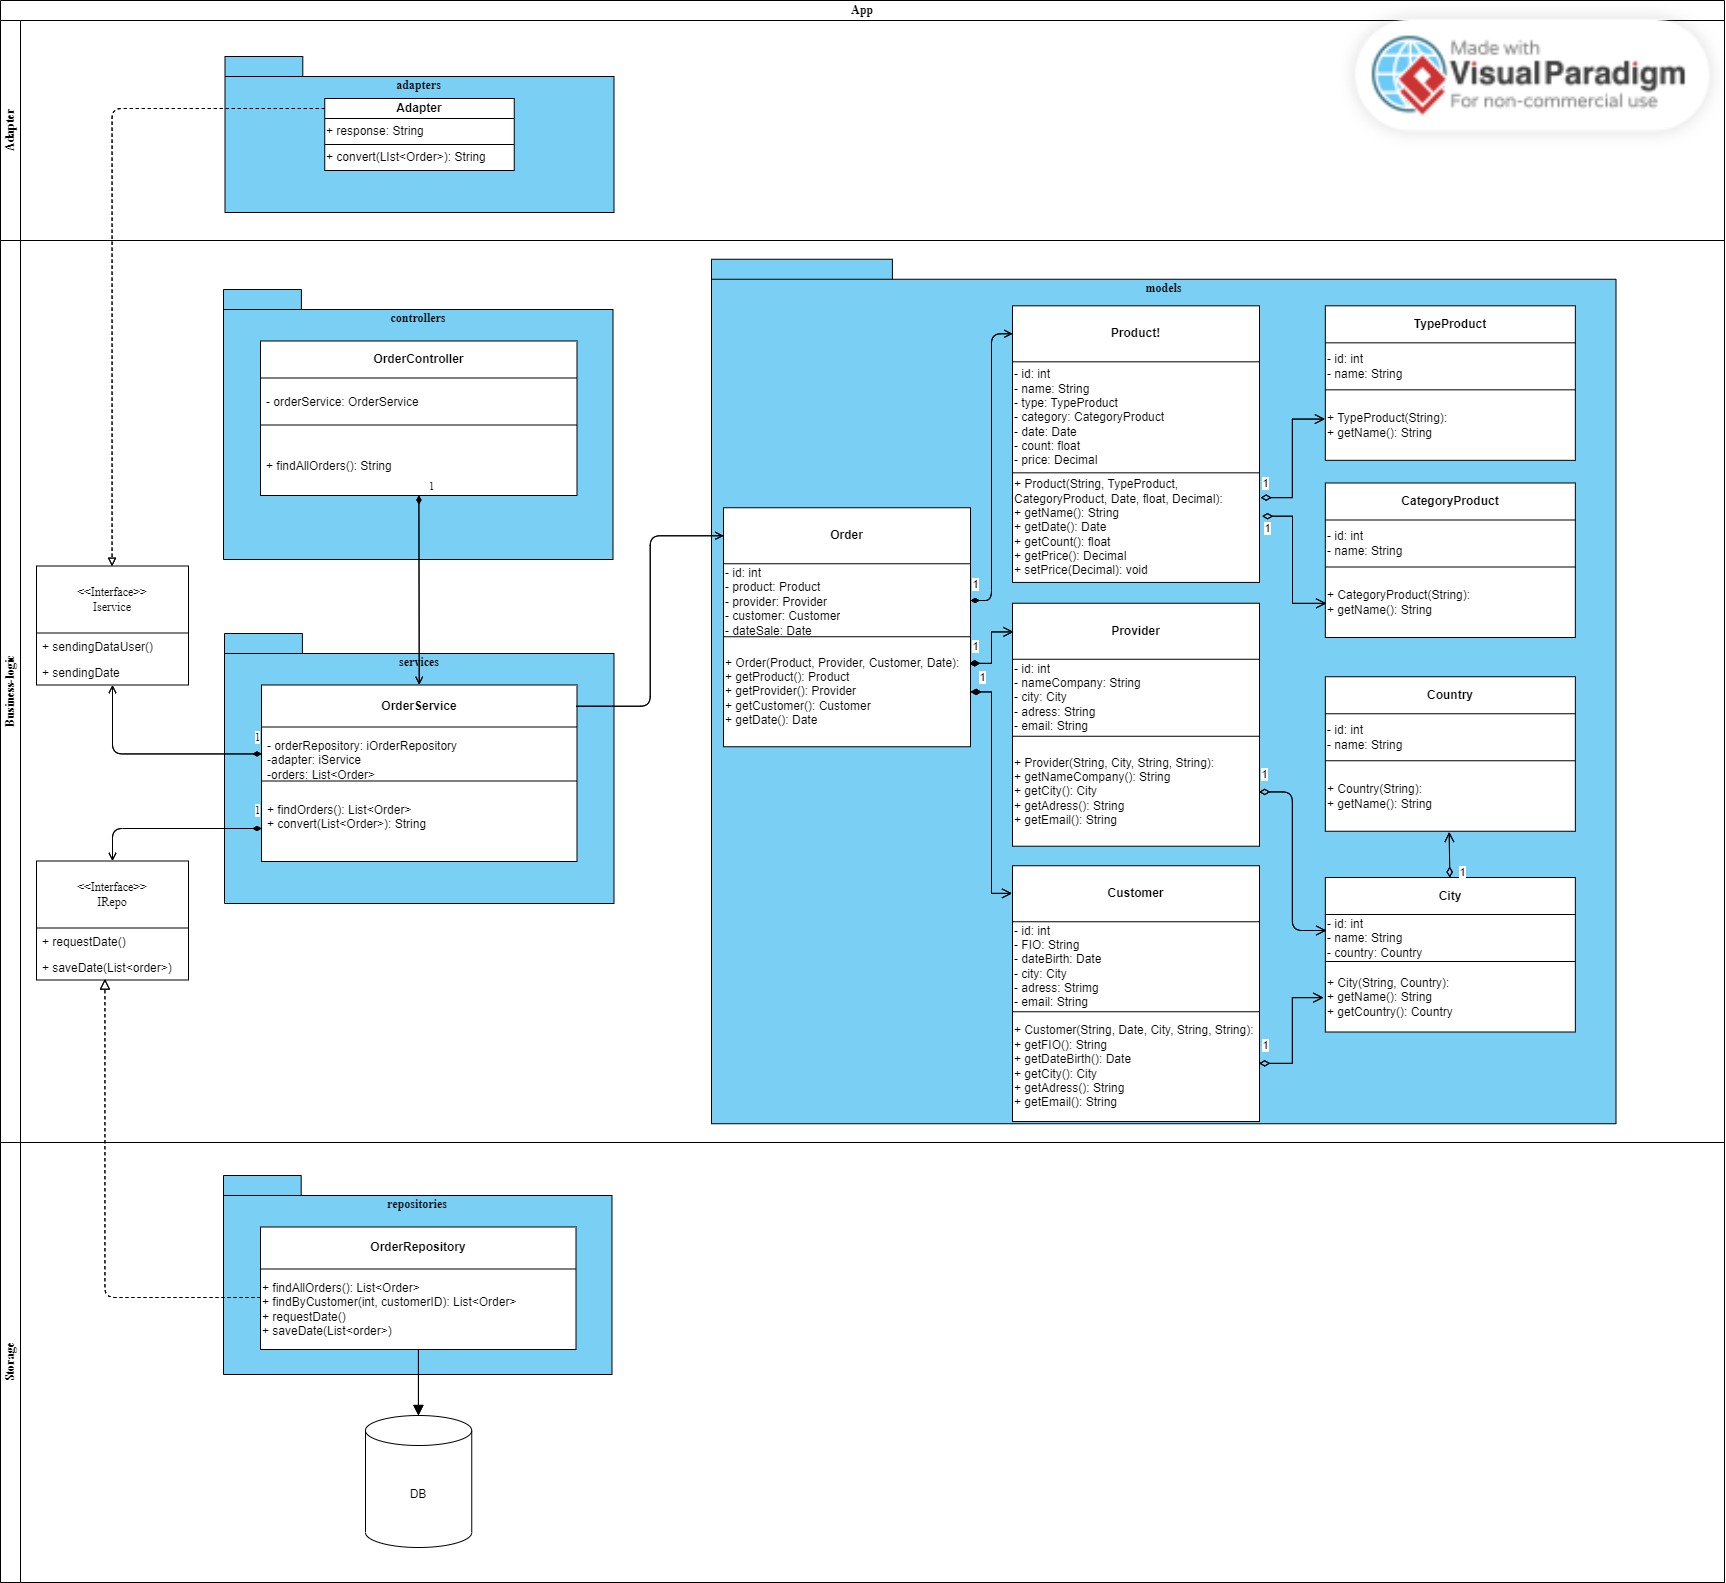 App
Made with
Visual Paradigm
For non-commercial use
Adapter
adapters
Adapter
+ response: String
+ convert(LIst<Order>): String
Business-logic
controllers
OrderController
- orderService: OrderService
+ findAllOrders(): String
1
<<Interface>>
Iservice
+ sendingDataUser()
+ sendingDate
services
OrderService
1
- orderRepository: iOrderRepository
-adapter: iService
-orders: List<Order>
1
+ findOrders(): List<Order>
+ convert(List<Order>): String
<<Interface>>
IRepo
+ requestDate()
+ saveDate(List<order>)
models
Order
- id: int
- product: Product
- provider: Provider
- customer: Customer
- dateSale: Date
+ Order(Product, Provider, Customer, Date):
+ getProduct(): Product
+ getProvider(): Provider
+ getCustomer(): Customer
+ getDate(): Date
1
1
1
Product!
- id: int
- name: String
- type: TypeProduct
- category: CategoryProduct
- date: Date
- count: float
- price: Decimal
+ Product(String, TypeProduct,
CategoryProduct, Date, float, Decimal):
+ getName(): String
+ getDate(): Date
+ getCount(): float
+ getPrice(): Decimal
+ setPrice(Decimal): void
1
1
TypeProduct
- id: int
- name: String
+ TypeProduct(String):
+ getName(): String
CategoryProduct
- id: int
- name: String
+ CategoryProduct(String):
+ getName(): String
Provider
- id: int
- nameCompany: String
- city: City
- adress: String
- email: String
+ Provider(String, City, String, String):
+ getNameCompany(): String
+ getCity(): City
+ getAdress(): String
+ getEmail(): String
1
Country
- id: int
- name: String
+ Country(String):
+ getName(): String
1
Customer
- id: int
- FIO: String
- dateBirth: Date
- city: City
- adress: Strimg
- email: String
+ Customer(String, Date, City, String, String):
+ getFIO(): String
+ getDateBirth(): Date
+ getCity(): City
+ getAdress(): String
+ getEmail(): String
1
City
- id: int
- name: String
- country: Country
+ City(String, Country):
+ getName(): String
+ getCountry(): Country
Storage
repositories
OrderRepository
+ findAllOrders(): List<Order>
+ findByCustomer(int, customerID): List<Order>
+ requestDate()
+ saveDate(List<order>)
DB